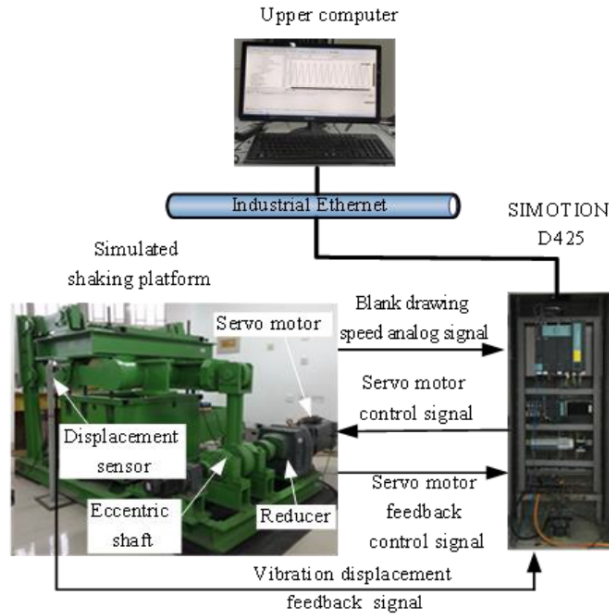 Upper computer
Industrial Ethernet
SIMOTION
D425
Simulated
shaking platform
Servo motor
Blank drawing
speed analog signal
Servo motor
control signal
Displacement
sensor
Eccentric
shaft
Reducer
Servo motor
feedback
control signal
Vibration displacement
feedback signal